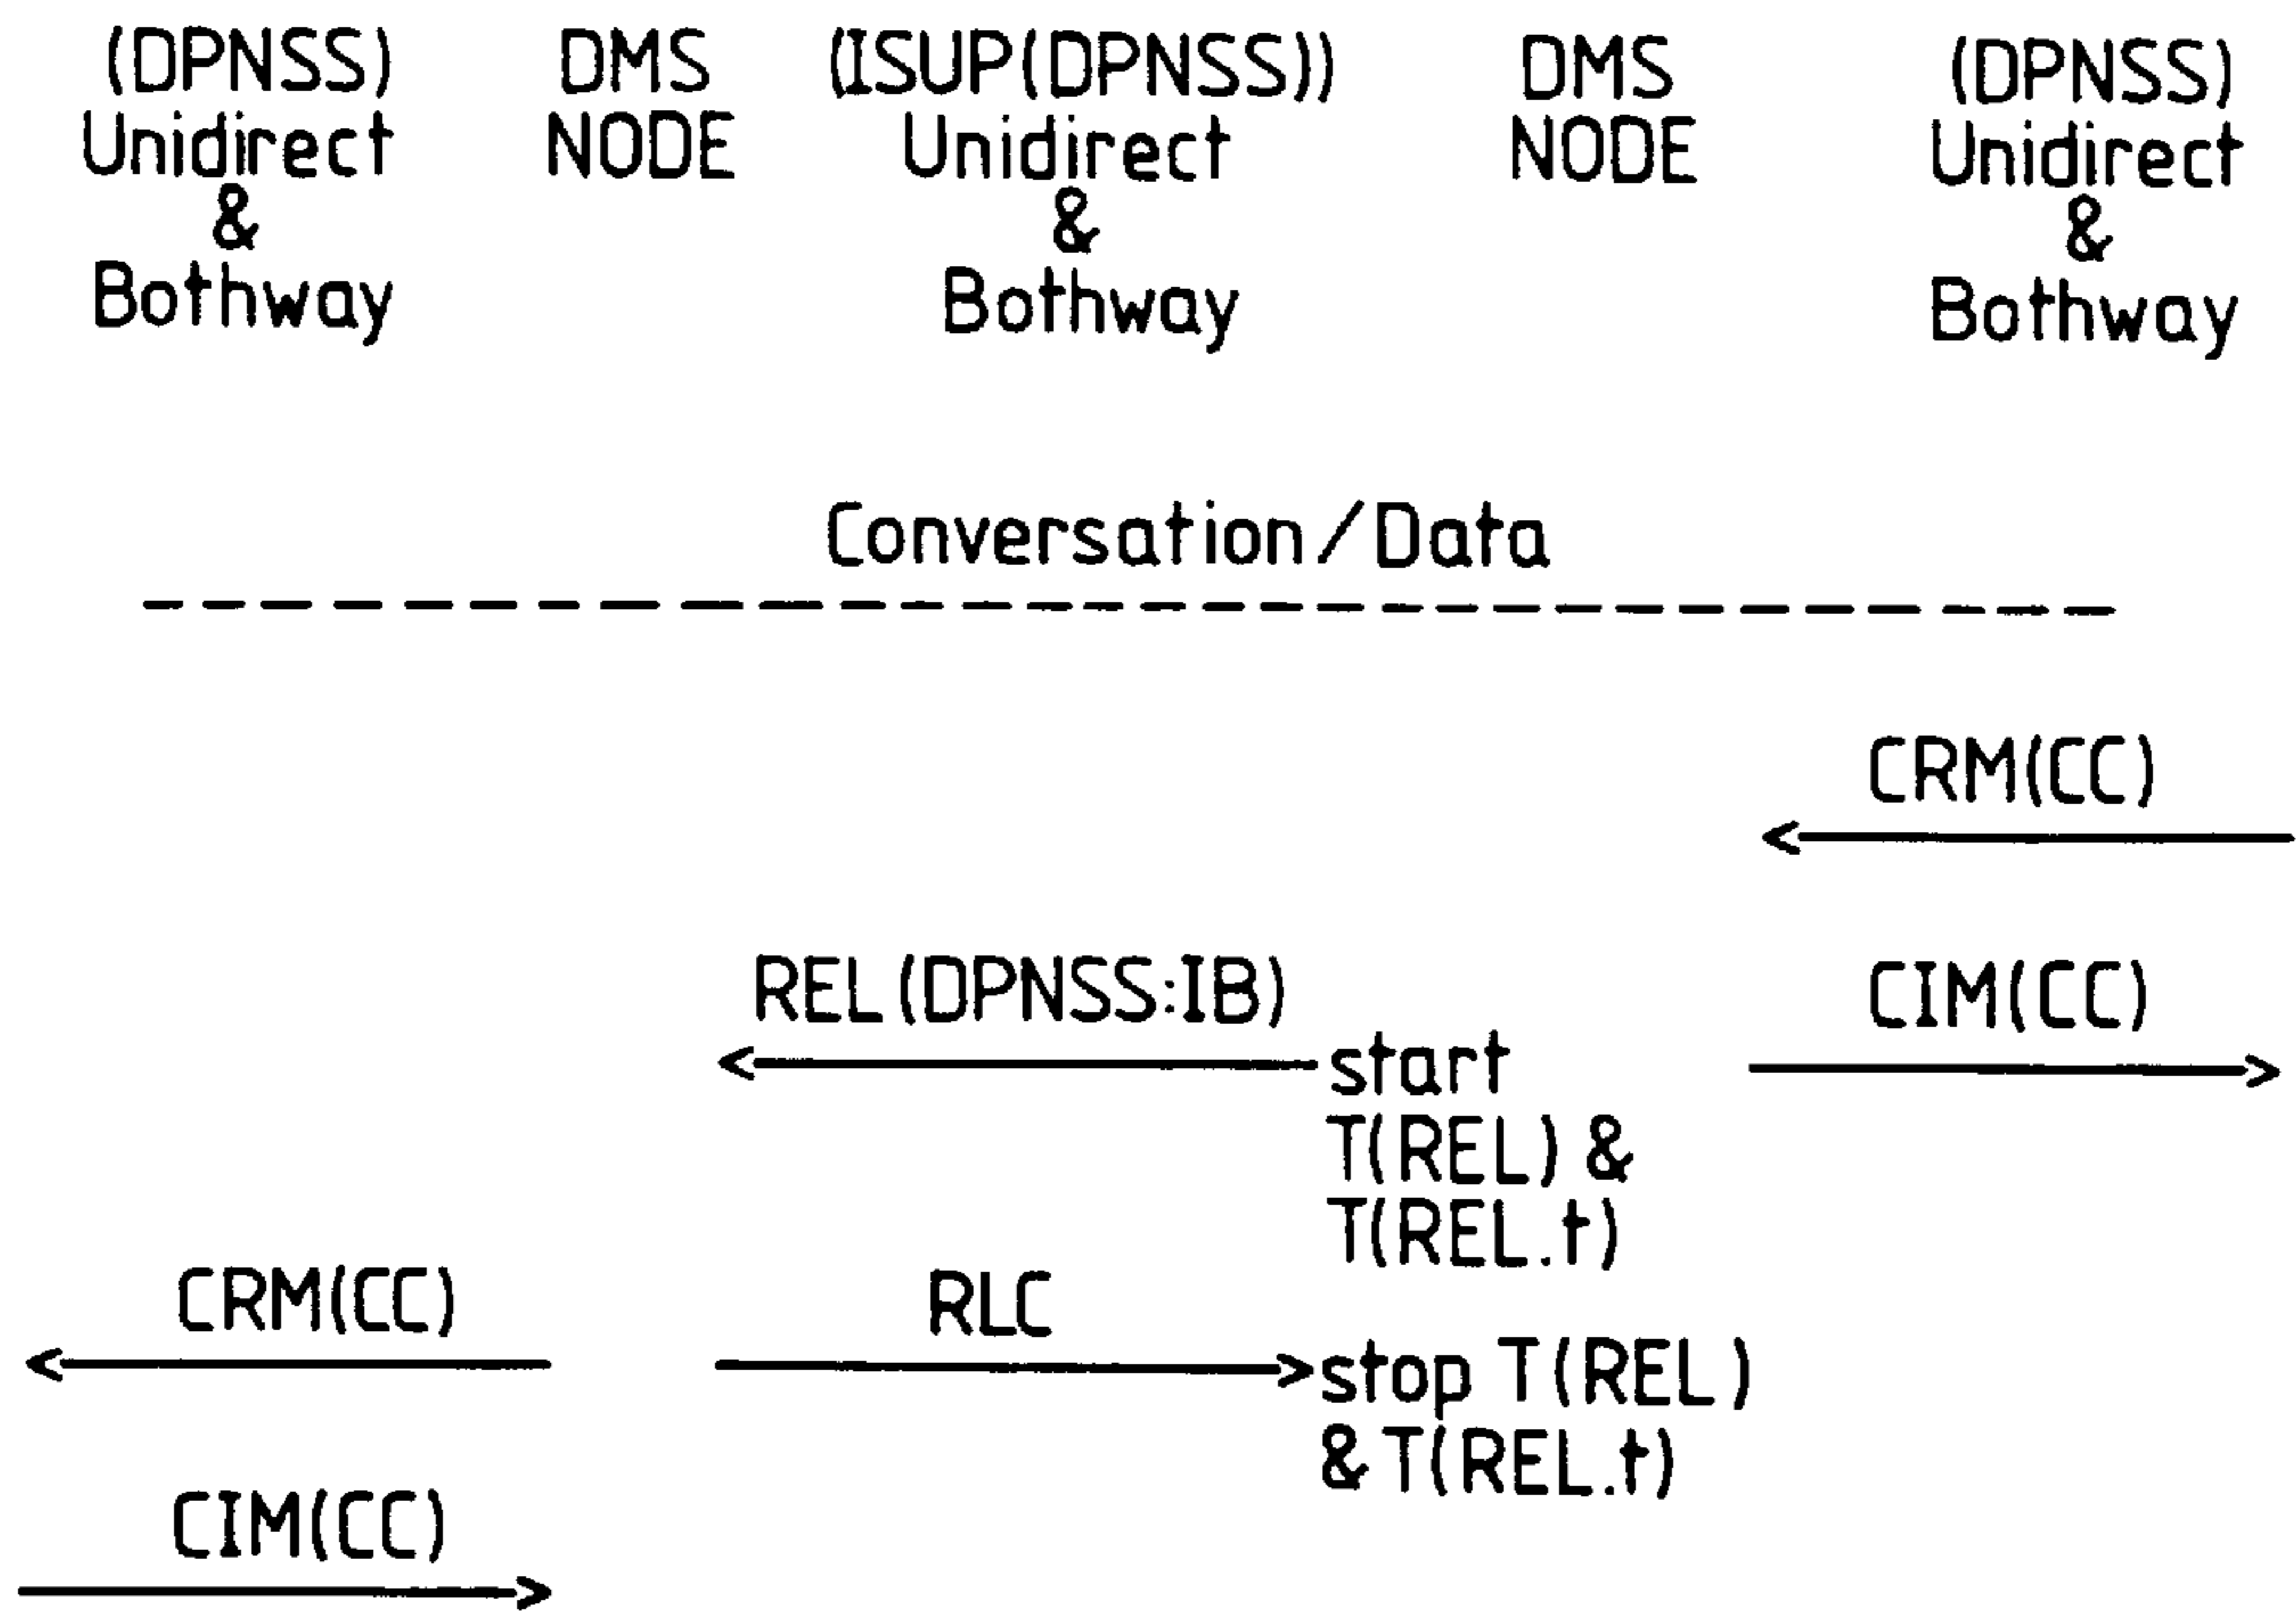 (DPNSS)
Unidirect
&
Bothway
DMS
NODE
(ISUP(DPNSS))
Unidirect
&
Bothway
DMS
NODE
(DPNSS)
Unidirect
&
Bothway
Conversation/Data
CRM(CC)
REL(DPNSS:IB)
CIM(CC)
start
T(REL) &
T(REL.t)
CRM(CC)
RLC
stop T(REL)
& T(REL.t)
CIM(CC)